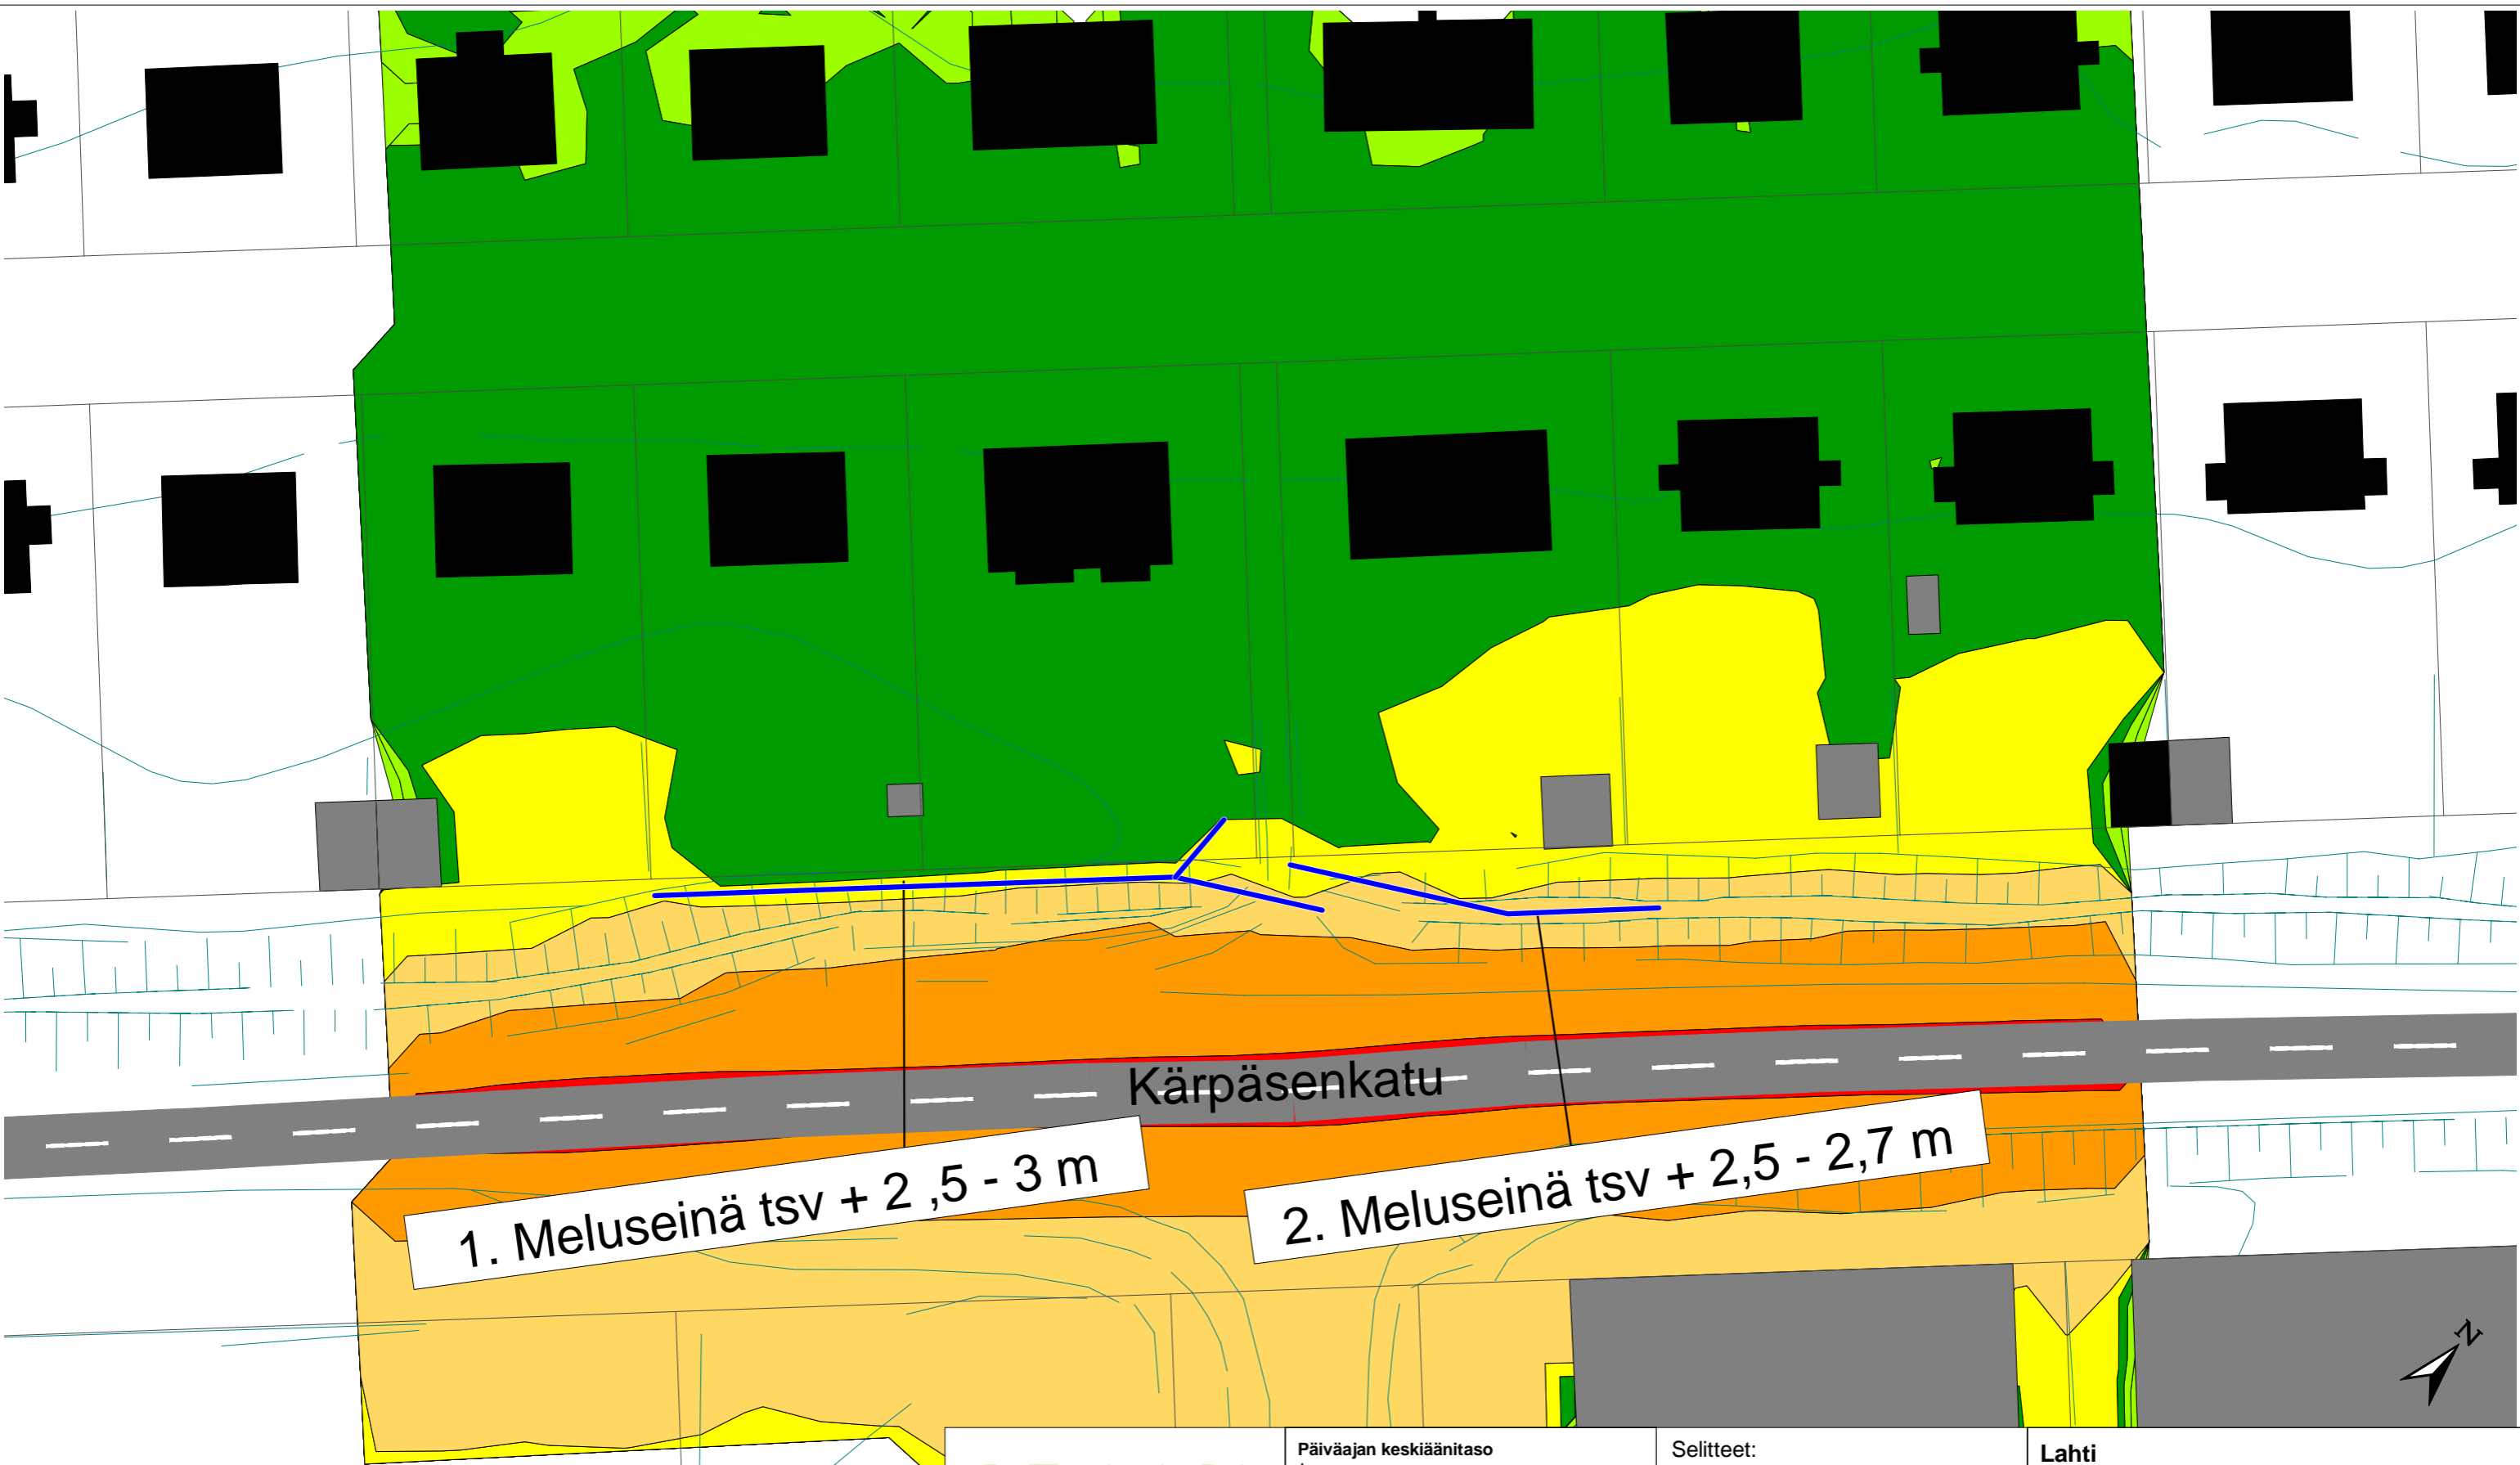 Kärpäsenkatu
1. Meluseinä tsv + 2 ,5 - 3 m
2. Meluseinä tsv + 2,5 - 2,7 m
N
Päiväajan keskiäänitaso
Selitteet:
Lahti